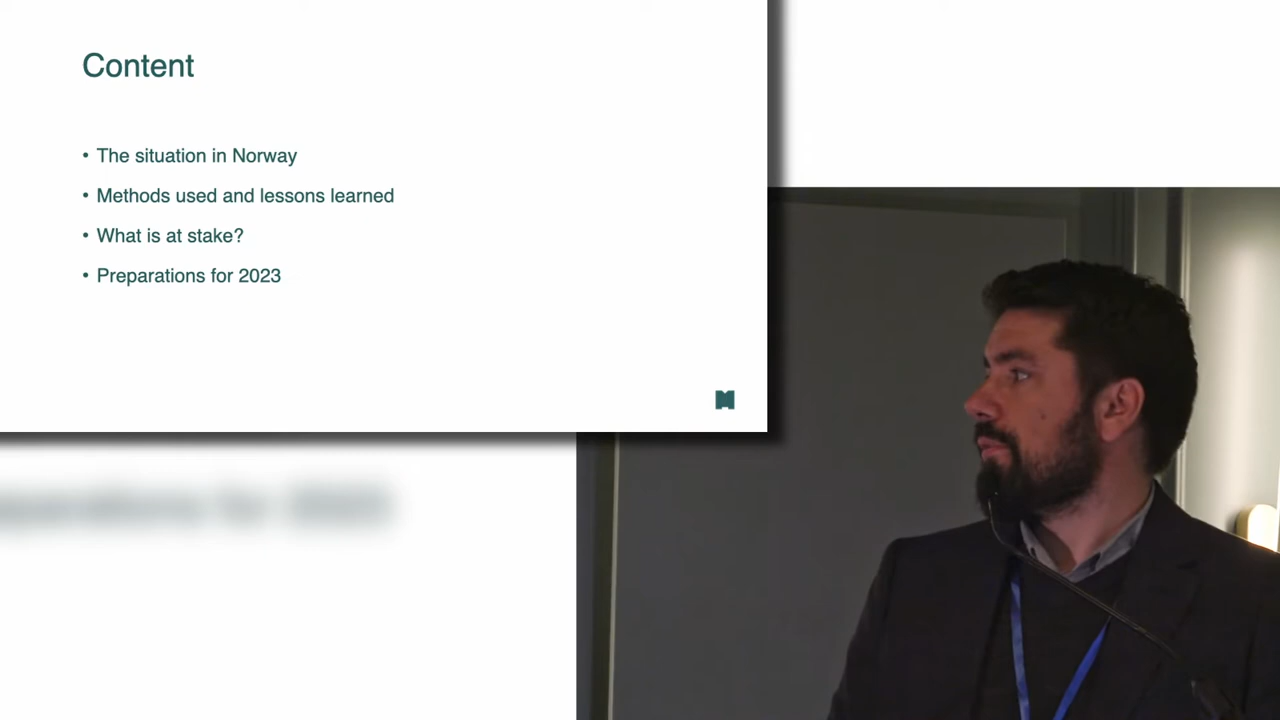 Content
• The situation in Norway
• Methods used and lessons learned
• What is at stake?
• Preparations for 2023